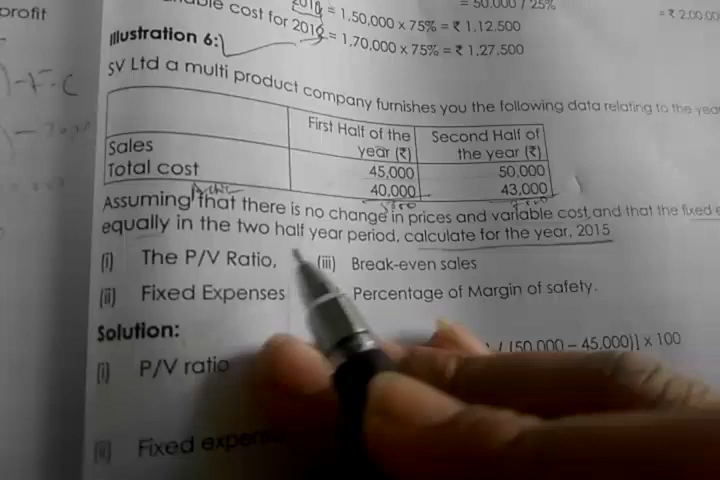 profit
cost for 2016 = 1,50,000 x 75% = ₹ 1,12,500
= 50,000 / 25%
= ₹ 2,00,00
= 1,70,000 x 75% = ₹ 1,27,500
Illustration 6:
SV Ltd a multi product company furnishes you the following data relating to the year
First Half of the year (₹) Second Half of the year (₹)
Sales 45,000 50,000
Total cost 40,000 43,000
Assuming that there is no change in prices and variable cost and that the fixed
equally in the two half year period, calculate for the year, 2015
(i) The P/V Ratio, (iii) Break-even sales
(ii) Fixed Expenses Percentage of Margin of safety.
Solution:
(50,000 – 45,000)] x 100
(i) P/V ratio
(ii) Fixed